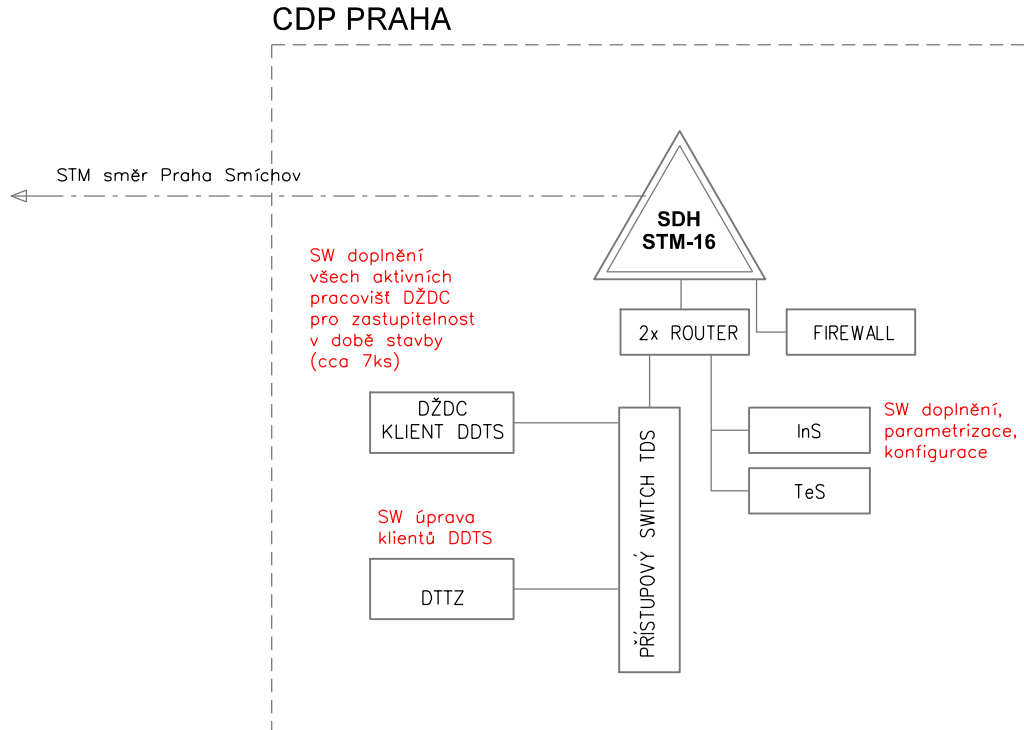 CDP PRAHA
STM směr Praha Smíchov
SDH
STM-16
SW doplnění
všech aktivních
pracovišť DŽDC
pro zastupitelnost
v době stavby
(cca 7ks)
2x ROUTER
FIREWALL
DŽDC
KLIENT DDTS
InS
SW doplnění,
parametrizace,
konfigurace
TeS
SW úprava
klientů DDTS
DTTZ
PŘÍSTUPOVÝ SWITCH TDS